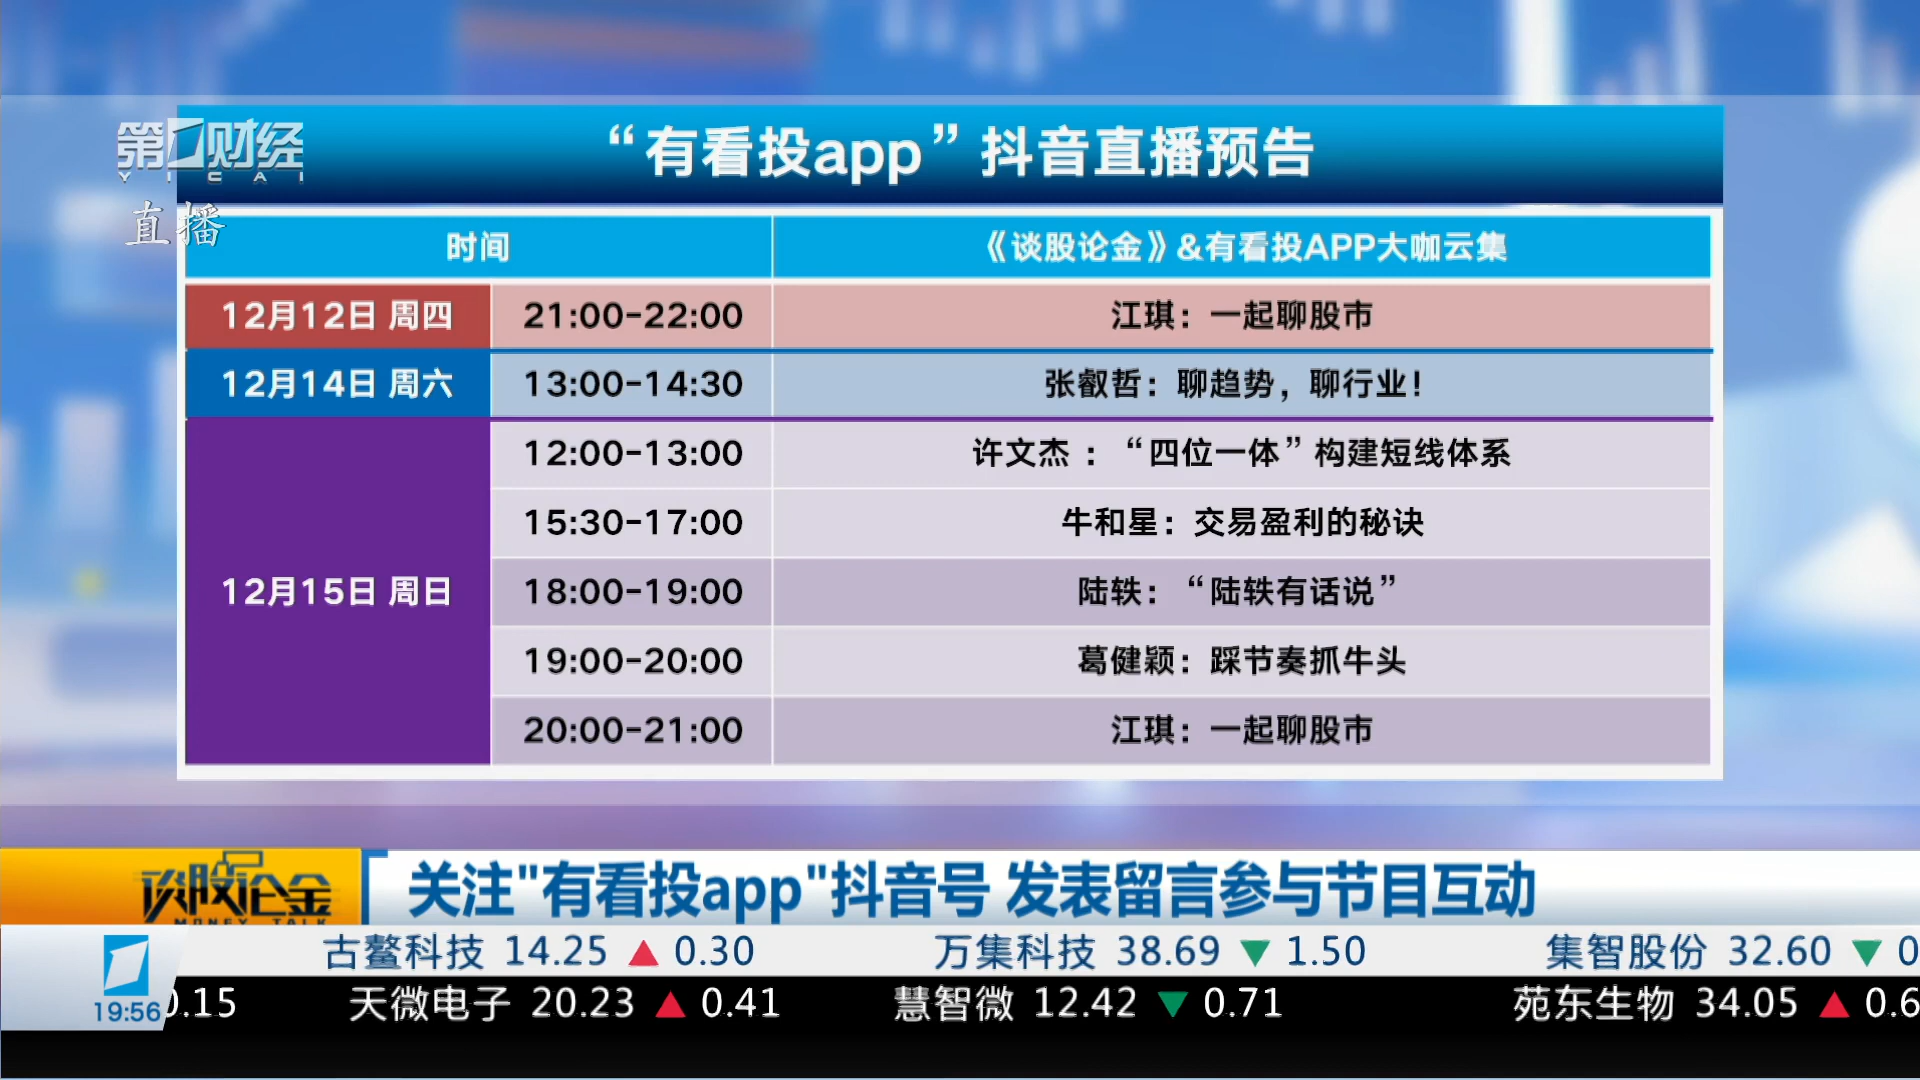 第1财经
YICAI
直播
“有看投app”抖音直播预告
时间 《谈股论金》&有看投APP大咖云集
12月12日 周四 21:00-22:00 江琪：一起聊股市
12月14日 周六 13:00-14:30 张叡哲：聊趋势，聊行业！
12月15日 周日
12:00-13:00 许文杰 ：“四位一体”构建短线体系
15:30-17:00 牛和星：交易盈利的秘诀
18:00-19:00 陆轶：“陆轶有话说”
19:00-20:00 葛健颖：踩节奏抓牛头
20:00-21:00 江琪：一起聊股市
谈股论金
MONEY TALK
关注"有看投app"抖音号 发表留言参与节目互动
古鳌科技 14.25 ▲ 0.30 万集科技 38.69 ▼ 1.50 集智股份 32.60 ▼ 0
19:56
0.15 天微电子 20.23 ▲ 0.41 慧智微 12.42 ▼ 0.71 苑东生物 34.05 ▲ 0.6